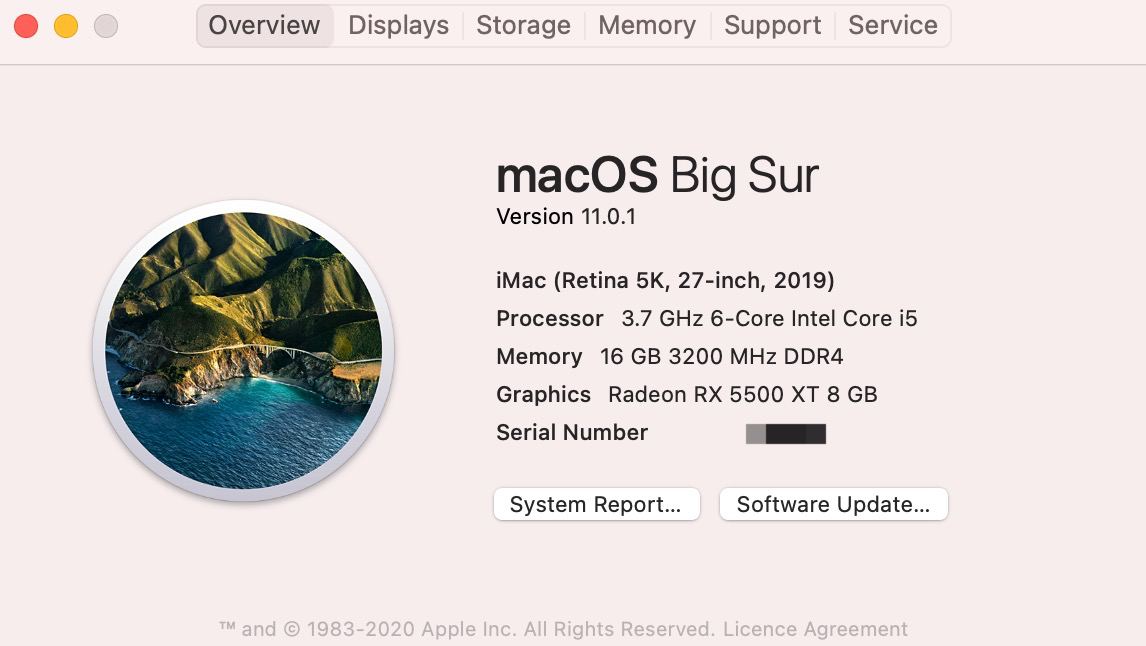 Overview Displays Storage Memory Support Service
macOS Big Sur
Version 11.0.1
iMac (Retina 5K, 27-inch, 2019)
Processor 3.7 GHz 6-Core Intel Core i5
Memory 16 GB 3200 MHz DDR4
Graphics Radeon RX 5500 XT 8 GB
Serial Number
System Report... Software Update...
™ and © 1983-2020 Apple Inc. All Rights Reserved. Licence Agreement